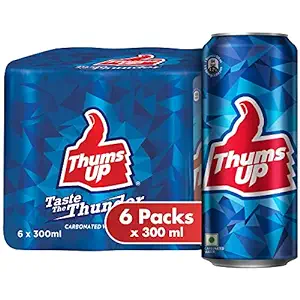 Thums
UP
Taste
The Thunder
6 x 300ml
CARBONATED W
6 Packs
x 300 ml
Thums
UP